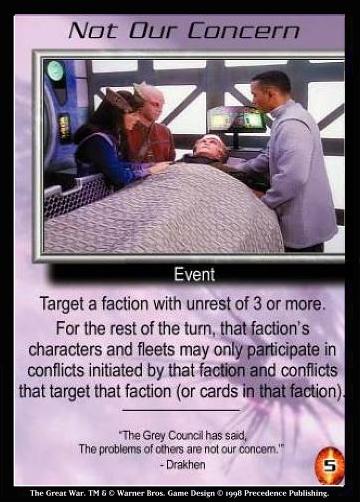 Not Our Concern
Event
Target a faction with unrest of 3 or more.
For the rest of the turn, that faction's
characters and fleets may only participate in
conflicts initiated by that faction and conflicts
that target that faction (or cards in that faction).
"The Grey Council has said,
The problems of others are not our concern.'"
- Drakhen
5
The Great War. TM & © Warner Bros. Game Design © 1998 Precedence Publishing.